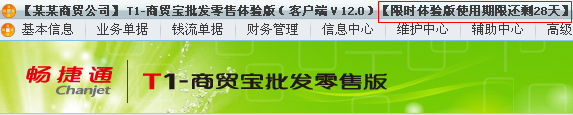 【某某商贸公司】T1-商贸宝批发零售体验版(客户端 V 12.0)【限时体验版使用期限还剩28天】
基本信息 业务单据 钱流单据 财务管理 信息中心 维护中心 辅助中心 高级
畅捷通 T1-商贸宝批发零售版
Chanjet